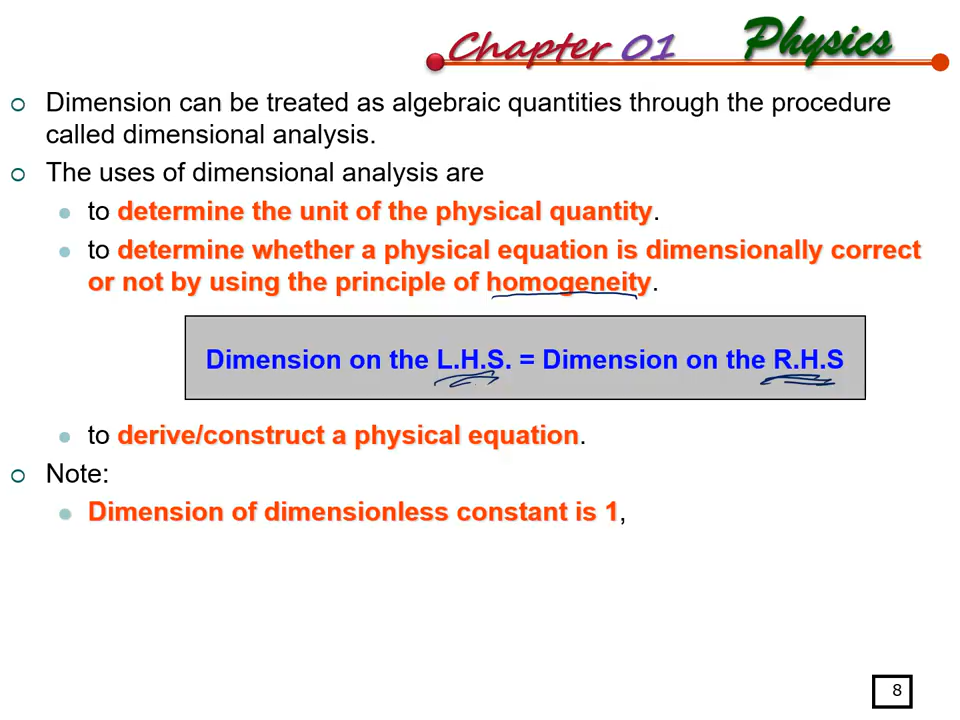 Chapter 01 Physics
Dimension can be treated as algebraic quantities through the procedure
called dimensional analysis.
The uses of dimensional analysis are
to determine the unit of the physical quantity.
to determine whether a physical equation is dimensionally correct
or not by using the principle of homogeneity.
Dimension on the L.H.S. = Dimension on the R.H.S
to derive/construct a physical equation.
Note:
Dimension of dimensionless constant is 1,
8